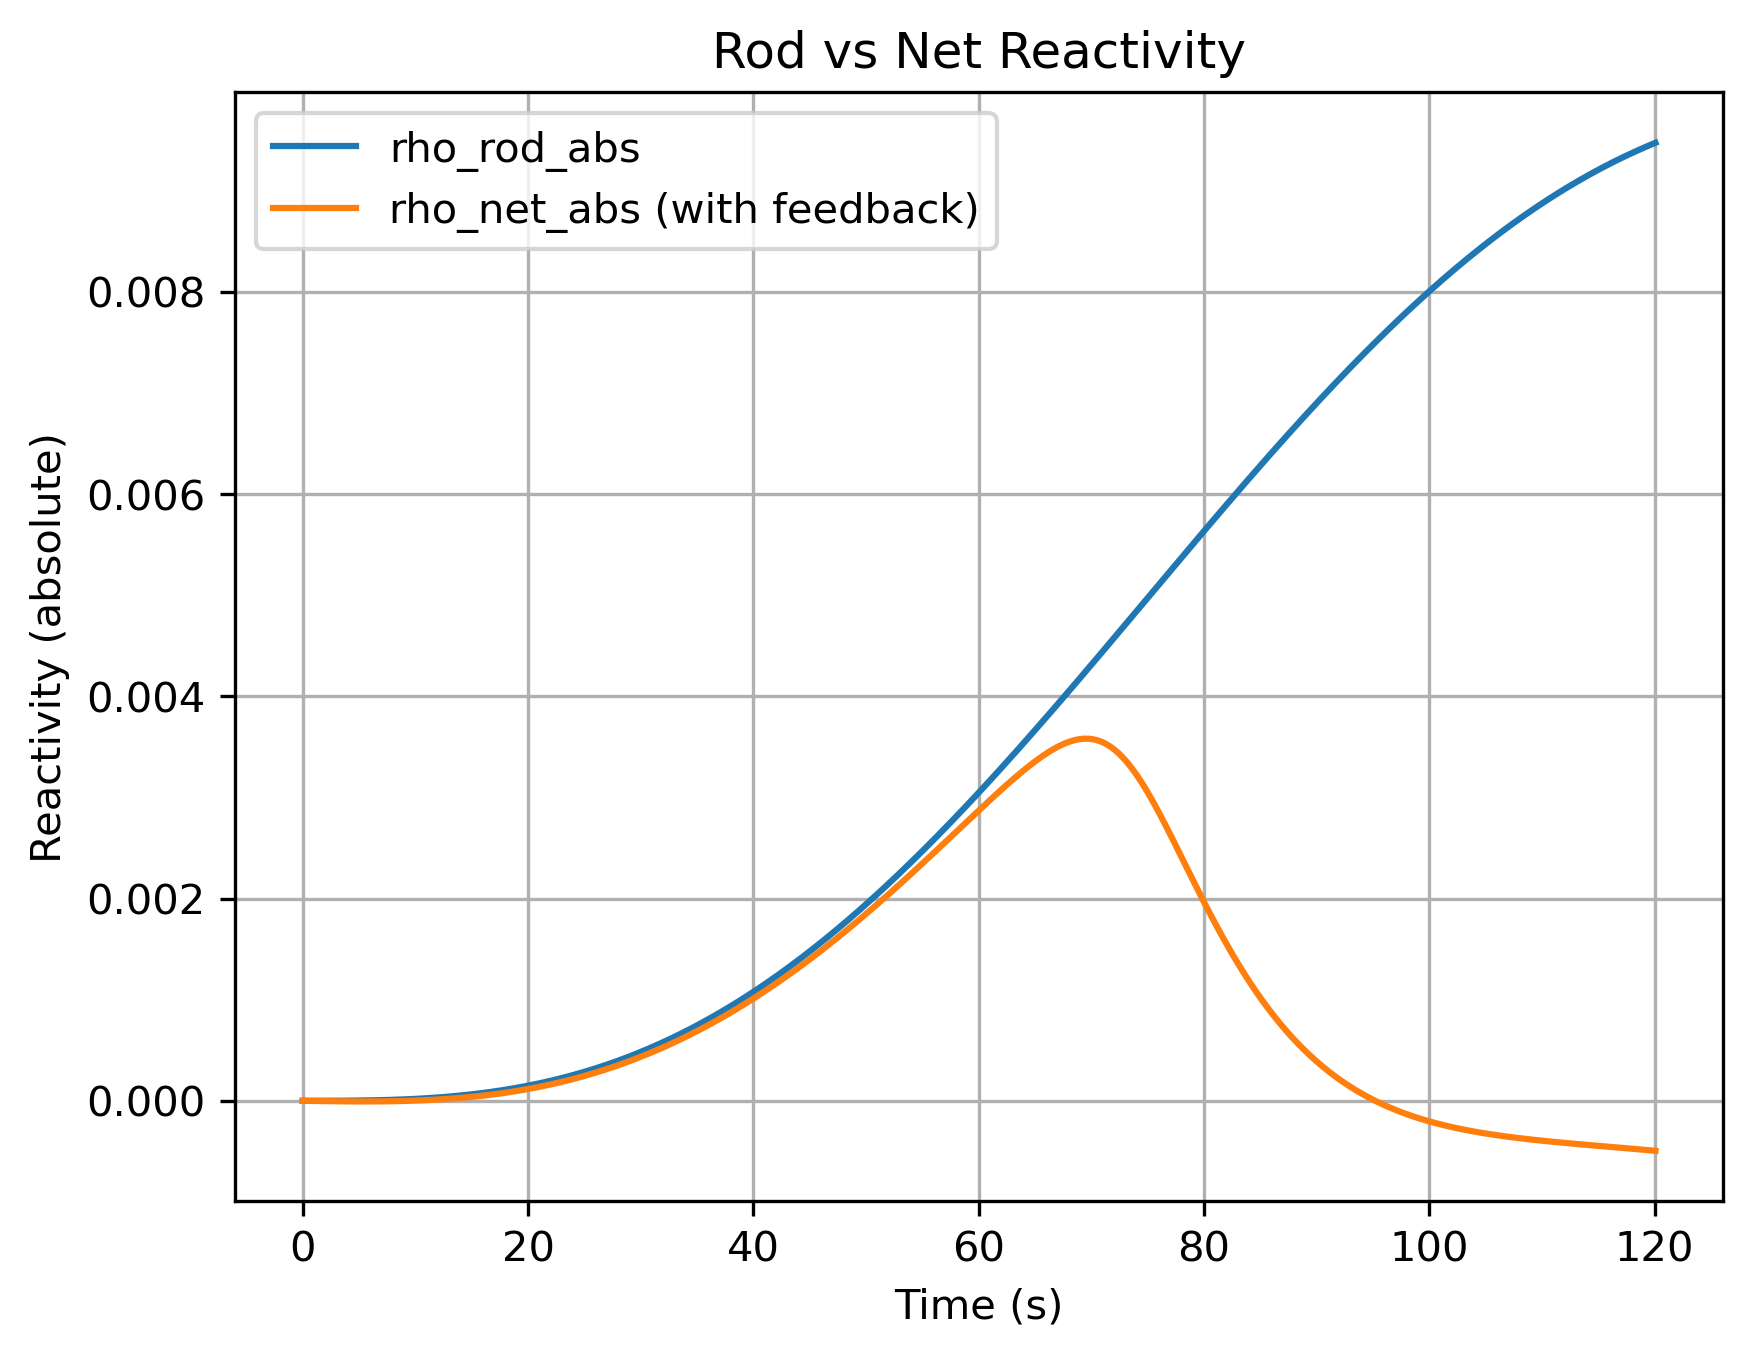 Rod vs Net Reactivity
rho_rod_abs
rho_net_abs (with feedback)
Reactivity (absolute)
0.008
0.006
0.004
0.002
0.000
0 20 40 60 80 100 120
Time (s)